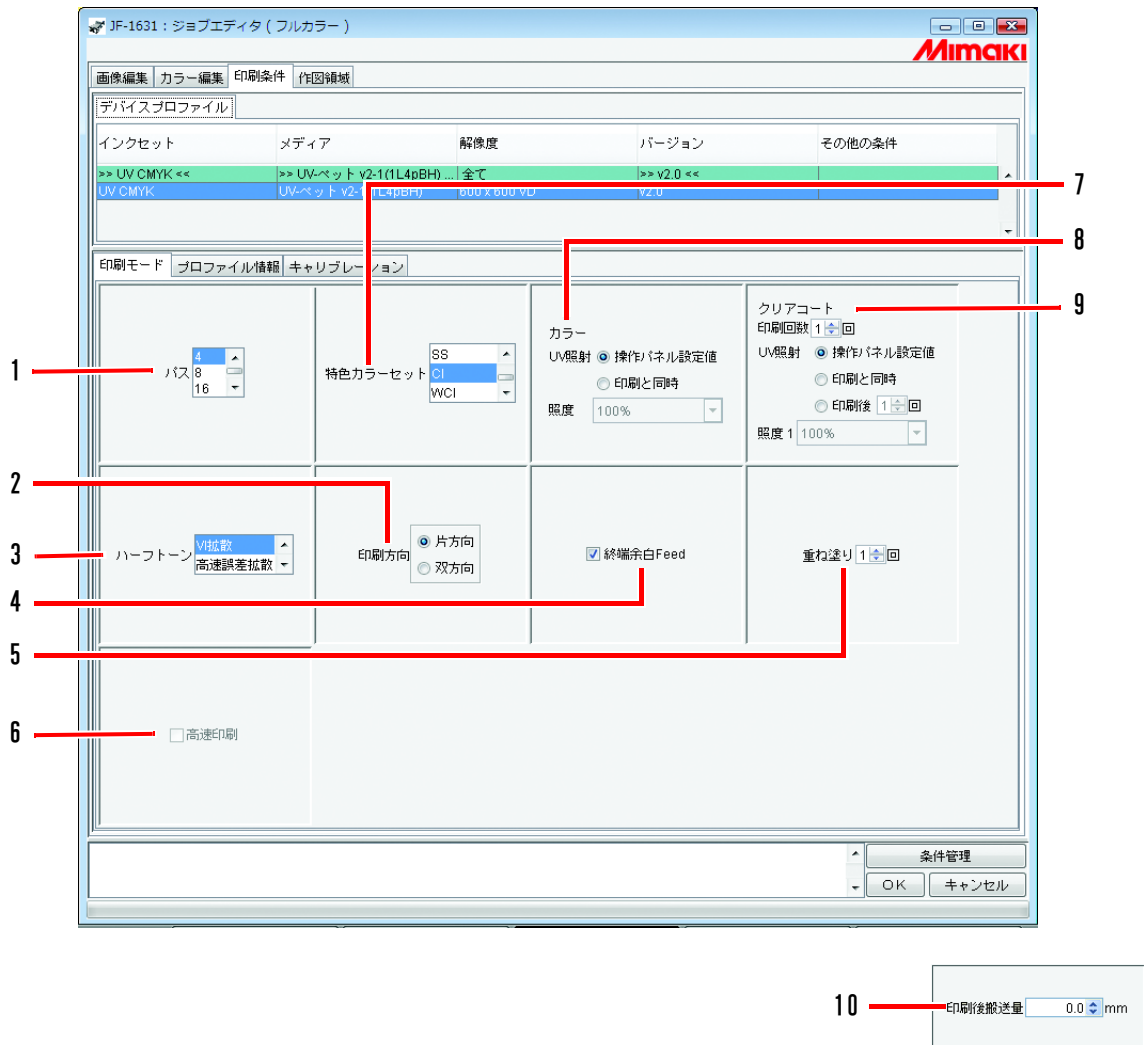 JF-1631 : ジョブエディタ ( フルカラー )
Mimaki
画像編集 カラー編集 印刷条件 作図領域
デバイスプロファイル
インクセット メディア 解像度 バージョン その他の条件
>> UV CMYK << >> UV-ペット v2-1(1L4pBH) ... 全て >> v2.0 <<
UV CMYK UV-ペット v2-1(1L4pBH) 600 x 600 VD v2.0
7
8
印刷モード プロファイル情報 キャリブレーション
9
クリアコート
印刷回数 1 回
カラー
UV照射 操作パネル設定値
印刷と同時
照度 100%
UV照射 操作パネル設定値
印刷と同時
印刷後 1 回
照度 1 100%
1
パス 4
8
16
特色カラーセット SS
CI
WCI
2
3
ハーフトーン VI拡散
高速誤差拡散
印刷方向 片方向
双方向
終端余白Feed
重ね塗り 1 回
4
5
6
高速印刷
条件管理
OK キャンセル
10
印刷後搬送量 0.0 mm